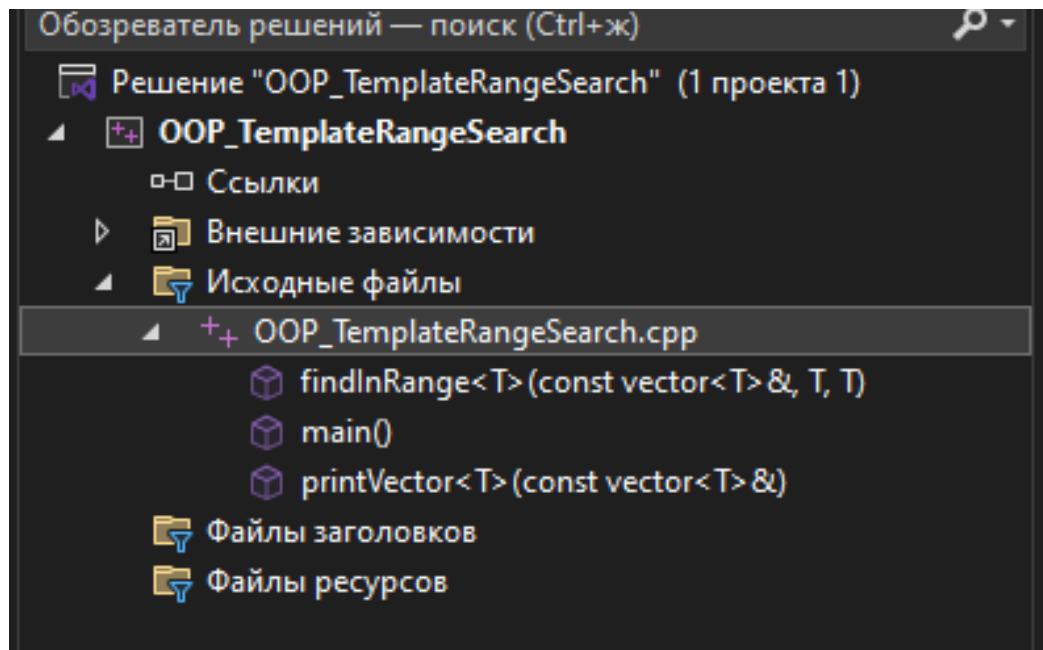 Обозреватель решений — поиск (Ctrl+ж)
Решение "OOP_TemplateRangeSearch" (1 проекта 1)
OOP_TemplateRangeSearch
Ссылки
Внешние зависимости
Исходные файлы
OOP_TemplateRangeSearch.cpp
findInRange<T>(const vector<T>&, T, T)
main()
printVector<T>(const vector<T>&)
Файлы заголовков
Файлы ресурсов